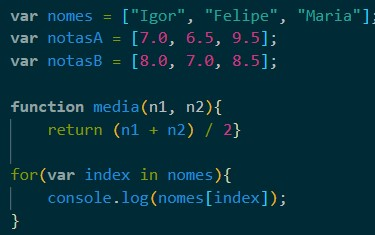 var nomes = ["Igor", "Felipe", "Maria"];
var notasA = [7.0, 6.5, 9.5];
var notasB = [8.0, 7.0, 8.5];
function media(n1, n2){
return (n1 + n2) / 2}
for(var index in nomes){
console.log(nomes[index]);
}